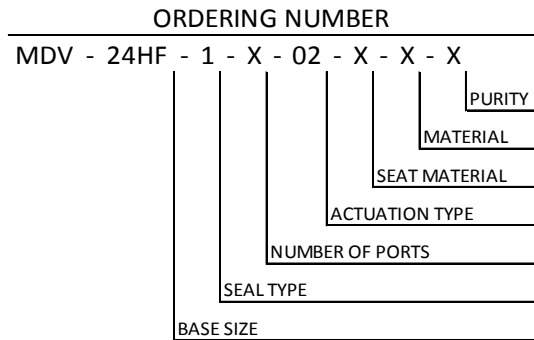 ORDERING NUMBER
MDV - 24HF - 1 - X - 02 - X - X - X
PURITY
MATERIAL
SEAT MATERIAL
ACTUATION TYPE
NUMBER OF PORTS
SEAL TYPE
BASE SIZE